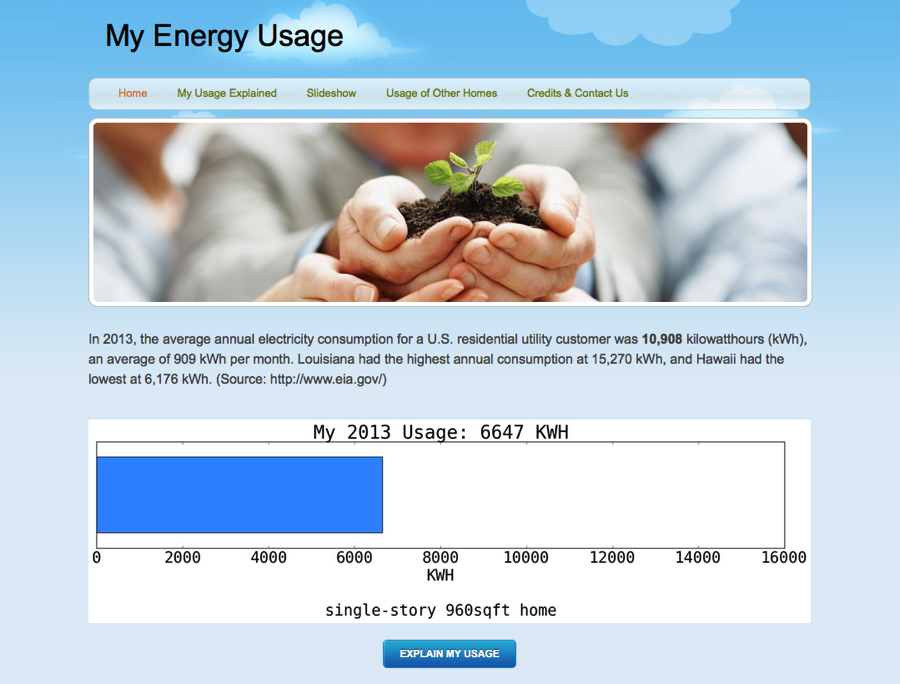 My Energy Usage
Home My Usage Explained Slideshow Usage of Other Homes Credits & Contact Us
In 2013, the average annual electricity consumption for a U.S. residential utility customer was 10,908 kilowatthours (kWh),
an average of 909 kWh per month. Louisiana had the highest annual consumption at 15,270 kWh, and Hawaii had the
lowest at 6,176 kWh. (Source: http://www.eia.gov/)
My 2013 Usage: 6647 KWH
0 2000 4000 6000 8000 10000 12000 14000 16000
KWH
single-story 960sqft home
EXPLAIN MY USAGE